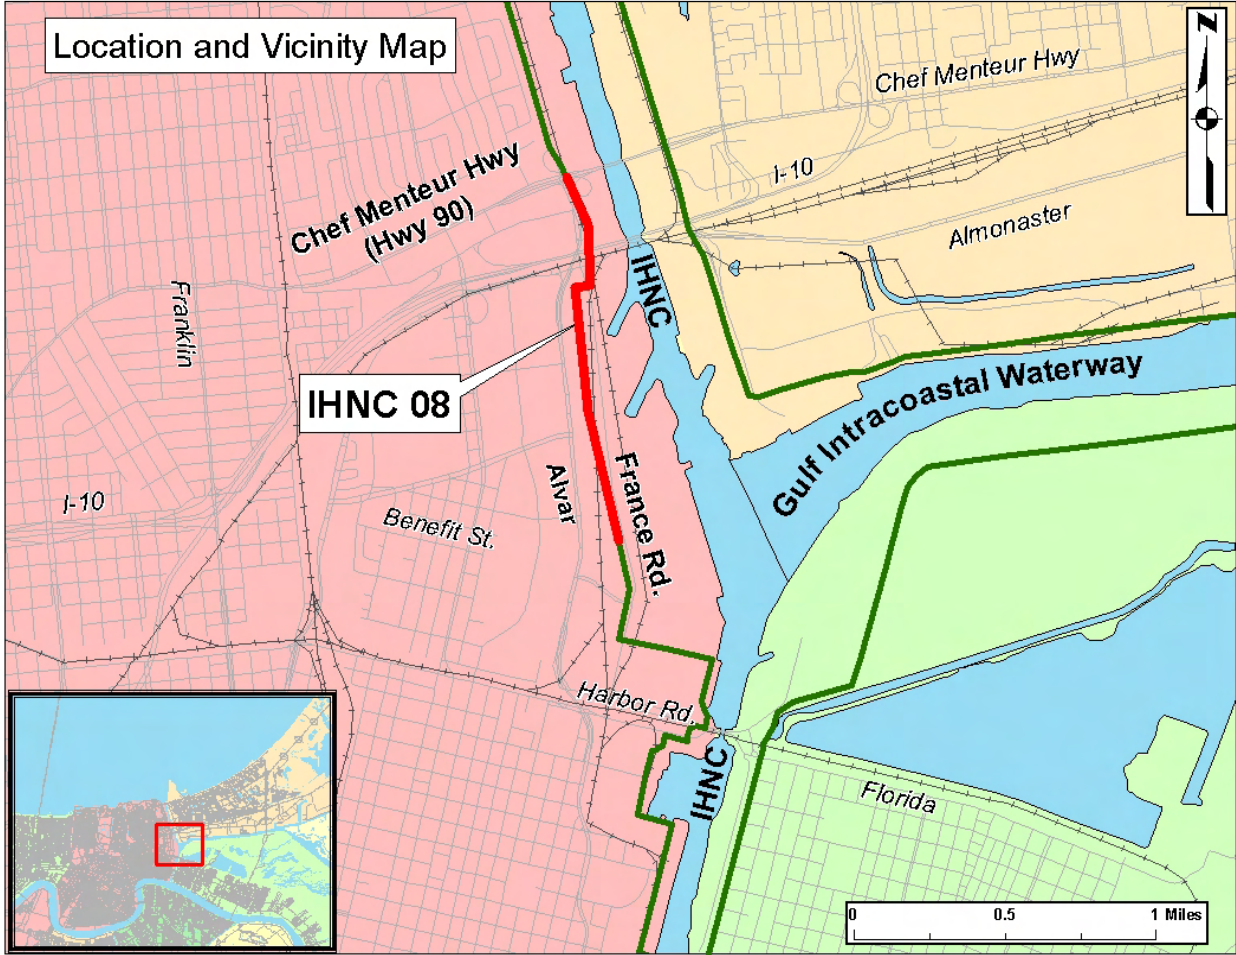 Location and Vicinity Map
N
Chef Menteur Hwy
Chef Menteur Hwy
(Hwy 90)
I-10
Almonaster
IHNC
Franklin
IHNC 08
Gulf Intracoastal Waterway
France Rd.
Alvar
I-10
Benefit St.
Harbor Rd.
IHNC
Florida
0 0.5 1 Miles